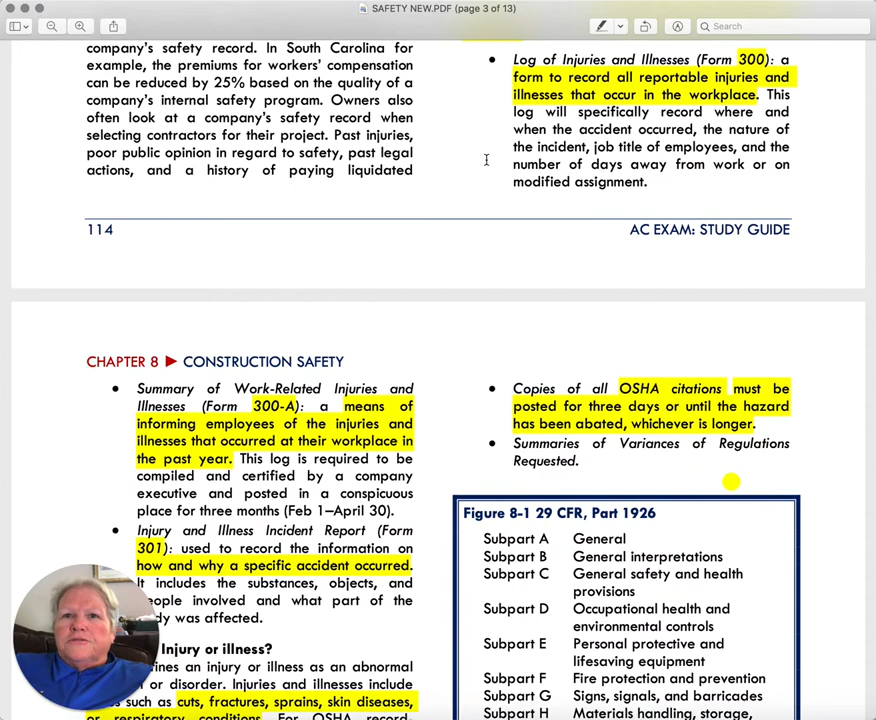 SAFETY NEW.PDF (page 3 of 13)
Search
company's safety record. In South Carolina for
example, the premiums for workers' compensation
can be reduced by 25% based on the quality of a
company's internal safety program. Owners also
often look at a company's safety record when
selecting contractors for their project. Past injuries,
poor public opinion in regard to safety, past legal
actions, and a history of paying liquidated
• Log of Injuries and Illnesses (Form 300): a
form to record all reportable injuries and
illnesses that occur in the workplace. This
log will specifically record where and
when the accident occurred, the nature of
the incident, job title of employees, and the
number of days away from work or on
modified assignment.
114
AC EXAM: STUDY GUIDE
CHAPTER 8 ► CONSTRUCTION SAFETY
• Summary of Work-Related Injuries and
Illnesses (Form 300-A): a means of
informing employees of the injuries and
illnesses that occurred at their workplace in
the past year. This log is required to be
compiled and certified by a company
executive and posted in a conspicuous
place for three months (Feb 1–April 30).
• Injury and Illness Incident Report (Form
301): used to record the information on
how and why a specific accident occurred.
It includes the substances, objects, and
people involved and what part of the
was affected.
Injury or illness?
an injury or illness as an abnormal
or disorder. Injuries and illnesses include
such as cuts, fractures, sprains, skin diseases,
or respiratory conditions. For OSHA record-
• Copies of all OSHA citations must be
posted for three days or until the hazard
has been abated, whichever is longer.
• Summaries of Variances of Regulations
Requested.
Figure 8-1 29 CFR, Part 1926
Subpart A General
Subpart B General interpretations
Subpart C General safety and health
provisions
Subpart D Occupational health and
environmental controls
Subpart E Personal protective and
lifesaving equipment
Subpart F Fire protection and prevention
Subpart G Signs, signals, and barricades
Subpart H Materials handling, storage,